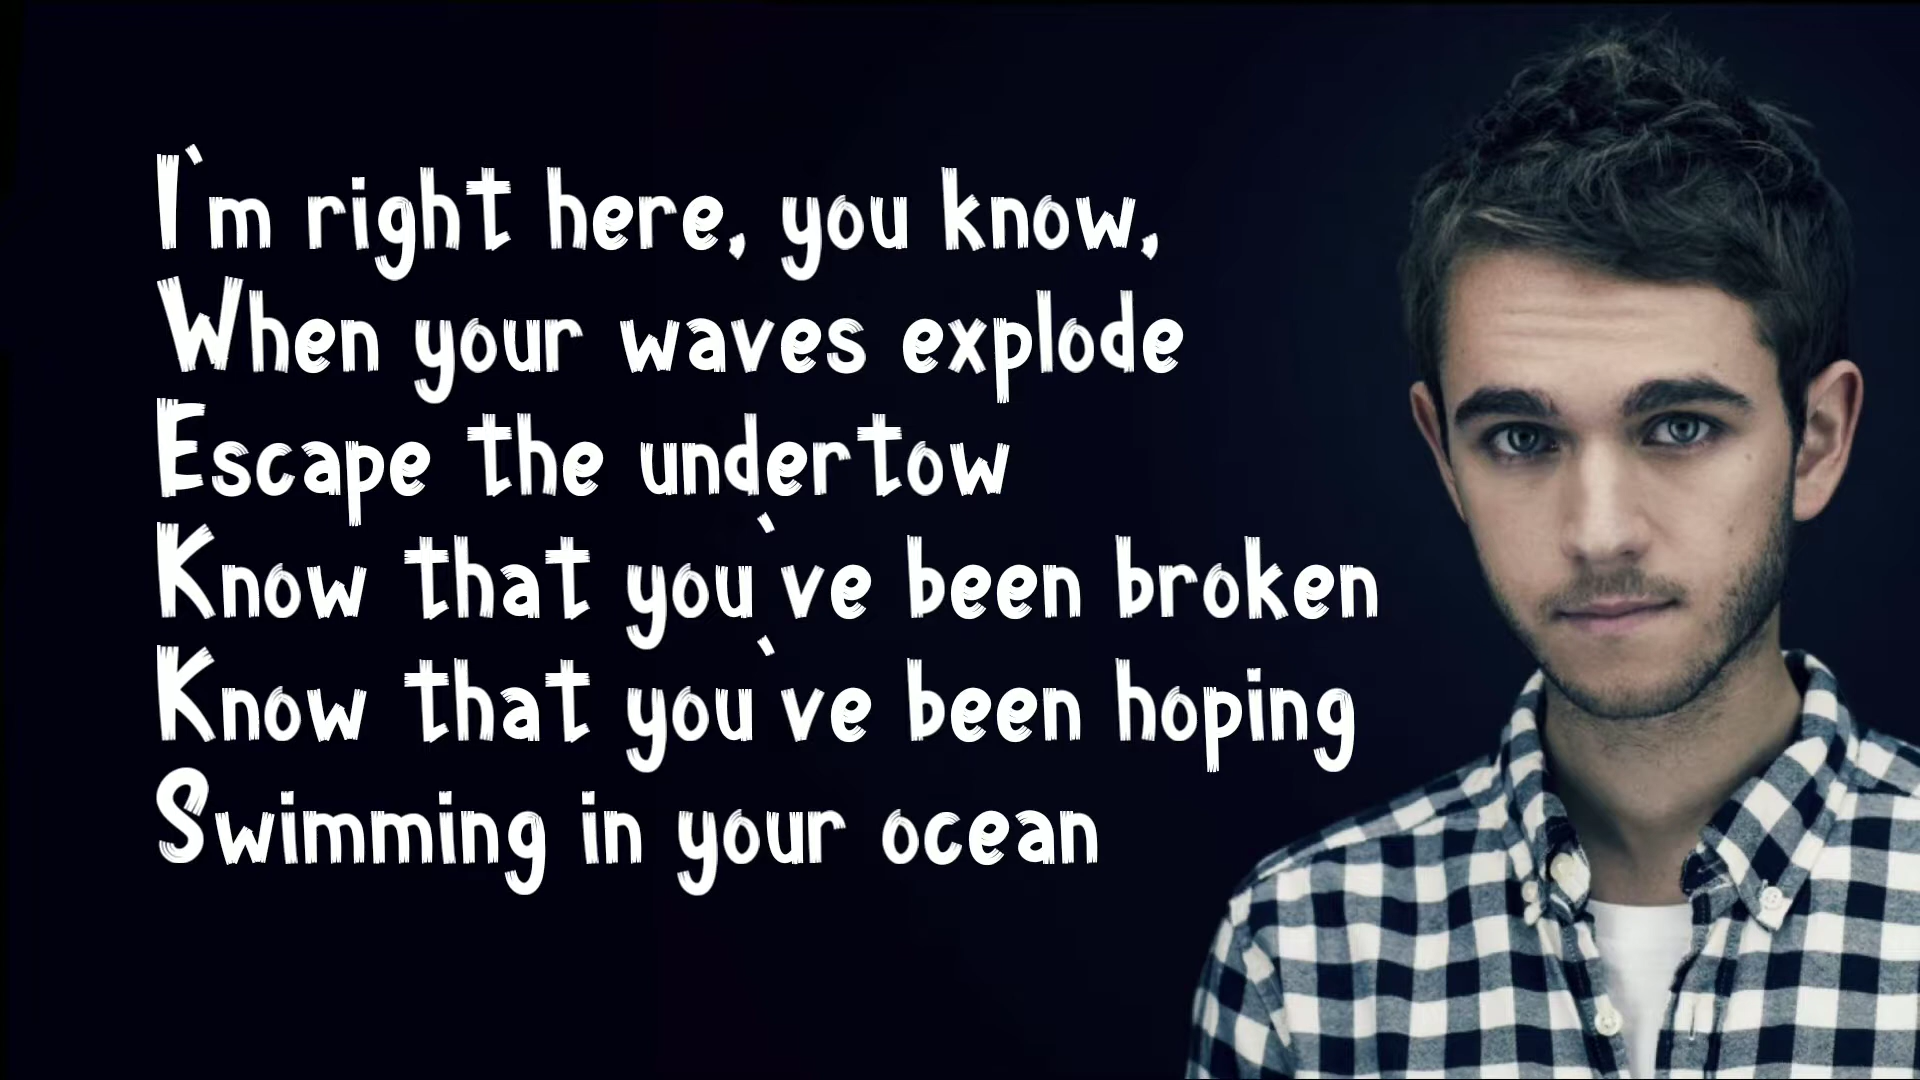 I'm right here, you know,
When your waves explode
Escape the undertow
Know that you've been broken
Know that you've been hoping
Swimming in your ocean